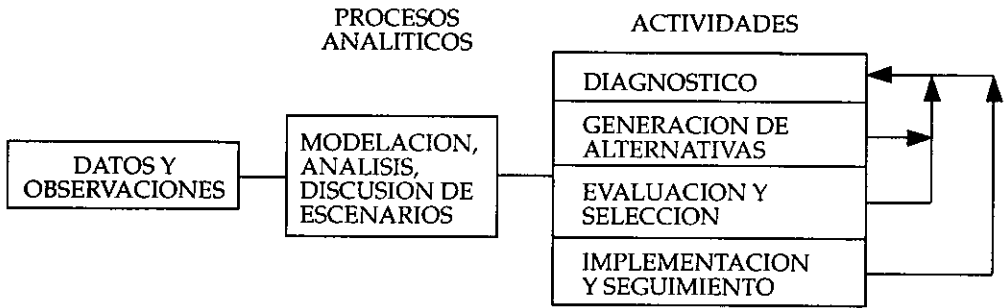 PROCESOS
ANALITICOS
ACTIVIDADES
DATOS Y
OBSERVACIONES
MODELACION,
ANALISIS,
DISCUSION DE
ESCENARIOS
DIAGNOSTICO
GENERACION DE
ALTERNATIVAS
EVALUACION Y
SELECCION
IMPLEMENTACION
Y SEGUIMIENTO